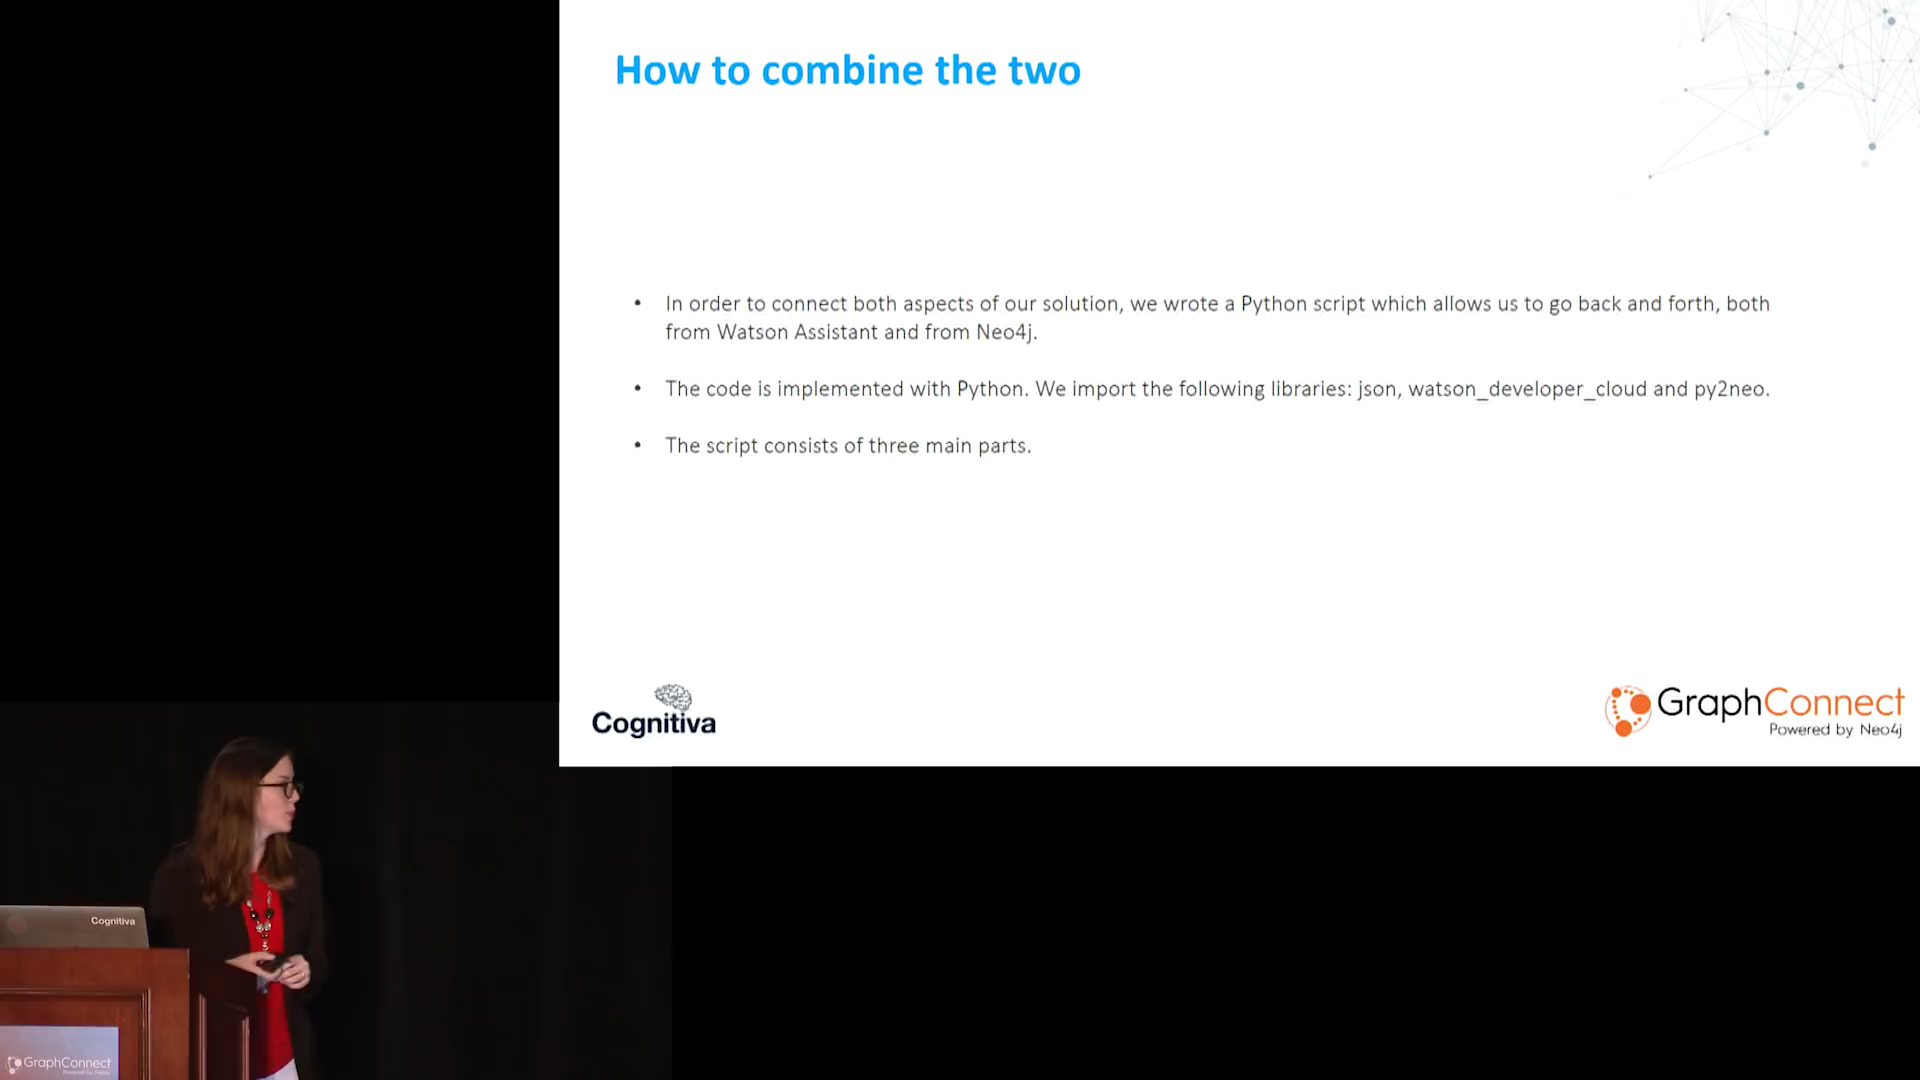 How to combine the two
• In order to connect both aspects of our solution, we wrote a Python script which allows us to go back and forth, both
from Watson Assistant and from Neo4j.
• The code is implemented with Python. We import the following libraries: json, watson_developer_cloud and py2neo.
• The script consists of three main parts.
Cognitiva
GraphConnect
Powered by Neo4j
Cognitiva
GraphConnect
Powered by Neo4j